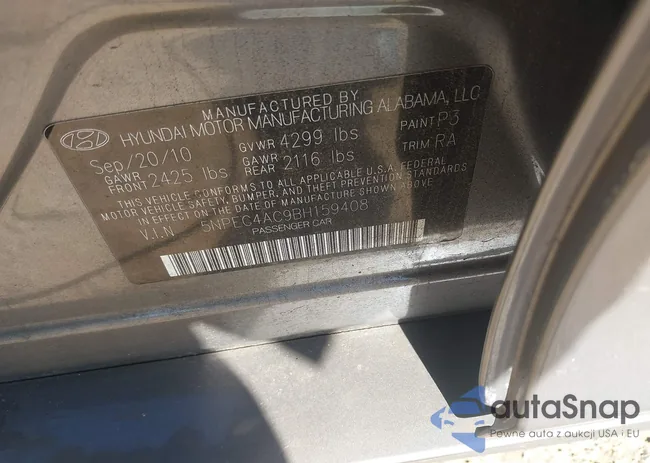 MANUFACTURED BY
HYUNDAI MOTOR MANUFACTURING ALABAMA, LLC
Sep/20/10 GVWR 4299 lbs PAINT P3
GAWR FRONT 2425 lbs GAWR REAR 2116 lbs TRIM RA
THIS VEHICLE CONFORMS TO ALL APPLICABLE U.S.A. FEDERAL
MOTOR VEHICLE SAFETY, BUMPER, AND THEFT PREVENTION STANDARDS
IN EFFECT ON THE DATE OF MANUFACTURE SHOWN ABOVE
V.I.N 5NPEC4AC9BH159408
PASSENGER CAR
autaSnap
Pewne auta z aukcji USA i EU